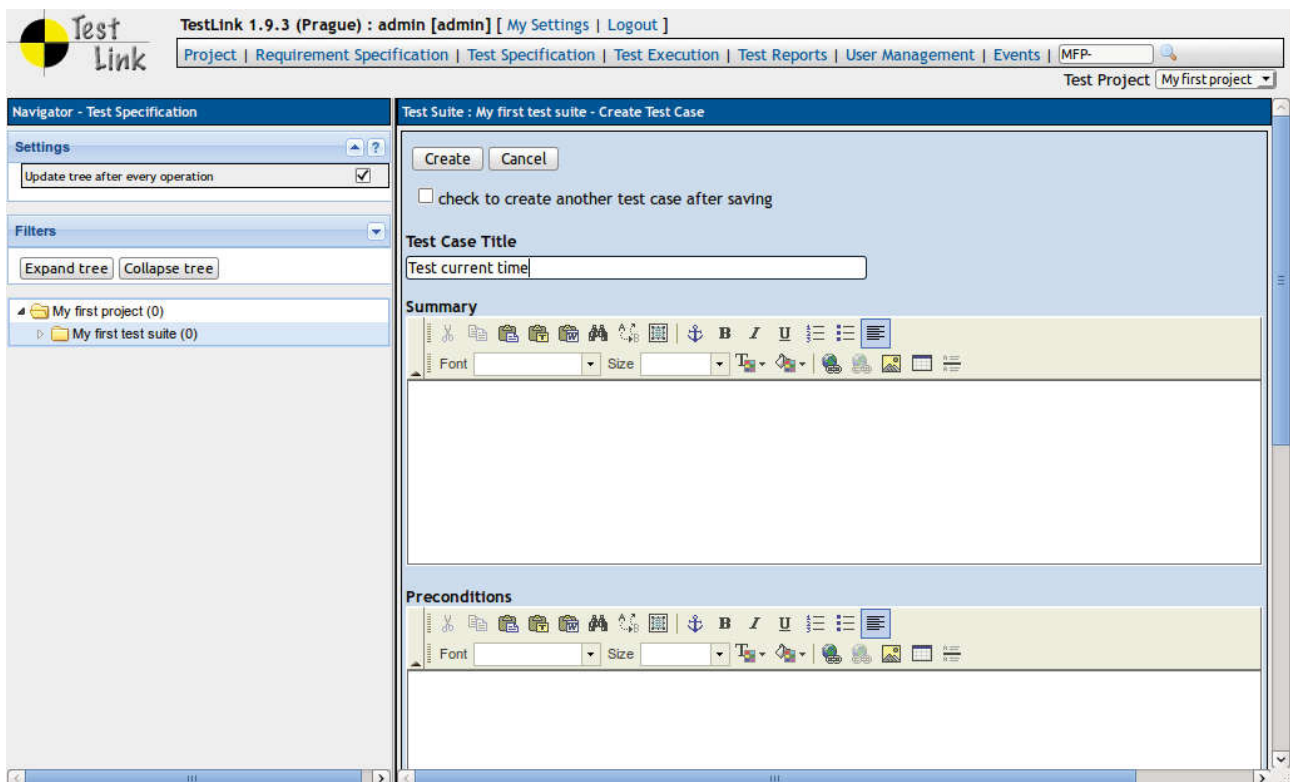 Test Link
TestLink 1.9.3 (Prague) : admin [admin] [ My Settings | Logout ]
Project | Requirement Specification | Test Specification | Test Execution | Test Reports | User Management | Events | MFP-
Test Project My first project
Navigator - Test Specification
Settings ?
Update tree after every operation
Filters
Expand tree Collapse tree
My first project (0)
My first test suite (0)
Test Suite : My first test suite - Create Test Case
Create Cancel
check to create another test case after saving
Test Case Title
Test current time
Summary
B I U
Font Size
Preconditions
B I U
Font Size